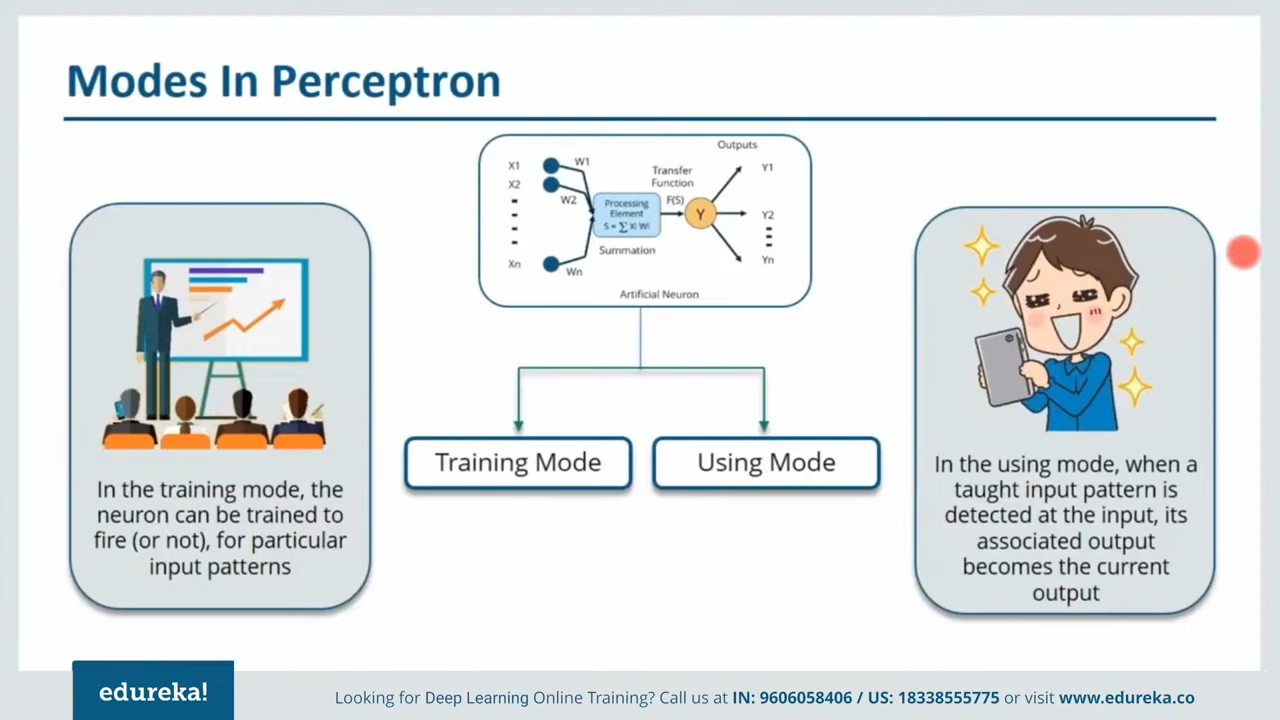 Modes In Perceptron
Outputs
X1
W1
Transfer
Function
Y1
X2
W2
Processing
Element
S = ∑ Xi Wi
F(S)
Y
Y2
Summation
Xn
Wn
Yn
Artificial Neuron
Training Mode
Using Mode
In the training mode, the
neuron can be trained to
fire (or not), for particular
input patterns
In the using mode, when a
taught input pattern is
detected at the input, its
associated output
becomes the current
output
edureka!
Looking for Deep Learning Online Training? Call us at IN: 9606058406 / US: 18338555775 or visit www.edureka.co